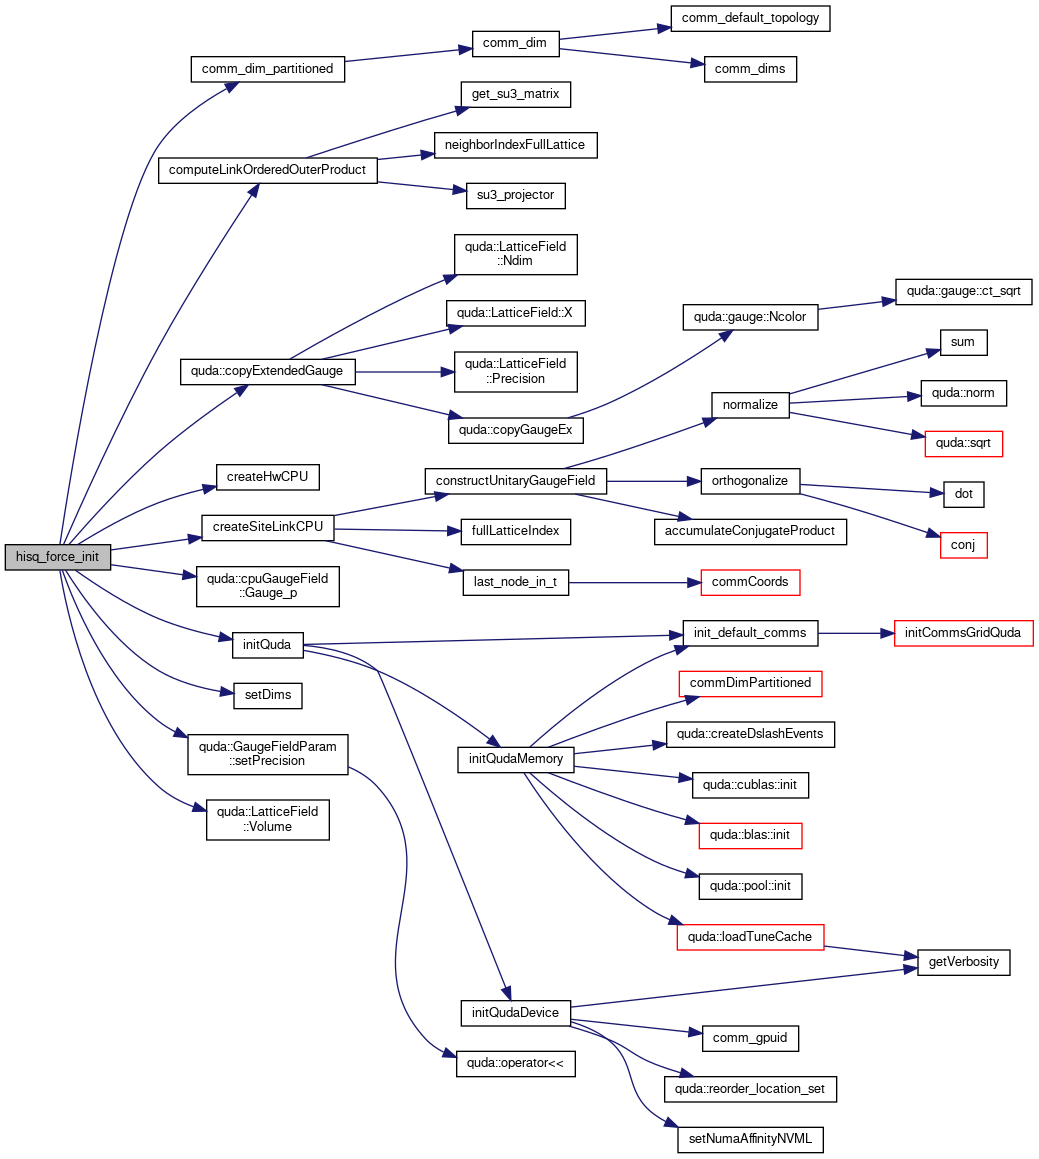 hisq_force_init
comm_dim_partitioned
comm_dim
comm_default_topology
comm_dims
computeLinkOrderedOuterProduct
get_su3_matrix
neighborIndexFullLattice
su3_projector
quda::copyExtendedGauge
quda::LatticeField
::Ndim
quda::LatticeField::X
quda::LatticeField
::Precision
quda::copyGaugeEx
quda::gauge::Ncolor
quda::gauge::ct_sqrt
createHwCPU
createSiteLinkCPU
constructUnitaryGaugeField
normalize
sum
quda::norm
quda::sqrt
orthogonalize
dot
conj
accumulateConjugateProduct
fullLatticeIndex
last_node_in_t
commCoords
quda::cpuGaugeField
::Gauge_p
initQuda
init_default_comms
initCommsGridQuda
initQudaMemory
commDimPartitioned
quda::createDslashEvents
quda::cublas::init
quda::blas::init
quda::pool::init
quda::loadTuneCache
getVerbosity
initQudaDevice
comm_gpuid
quda::reorder_location_set
setNumaAffinityNVML
setDims
quda::GaugeFieldParam
::setPrecision
quda::operator<<
quda::LatticeField
::Volume